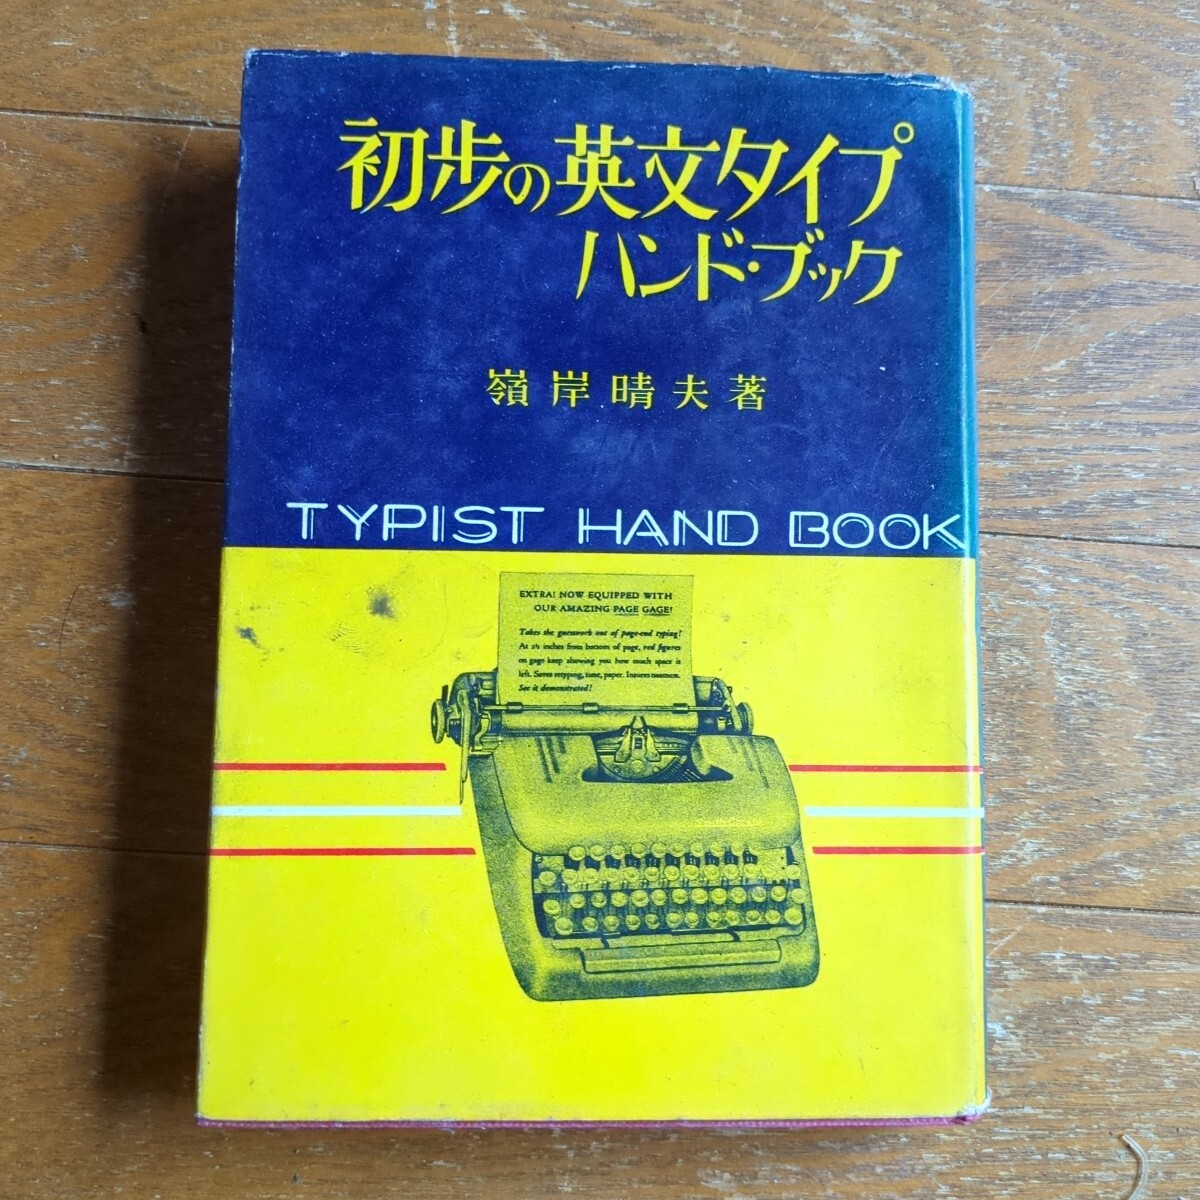 初歩の英文タイプ
ハンド・ブック
嶺岸晴夫著
TYPIST HAND BOOK
EXTRA! NOW EQUIPPED WITH
OUR AMAZING PAGE GAGE!
Takes the guesswork out of page-end typing!
At 2½ inches from bottom of page, red figures
on gage keep showing you how much space is
left. Saves retyping, time, paper. Insures neatness.
See it demonstrated!